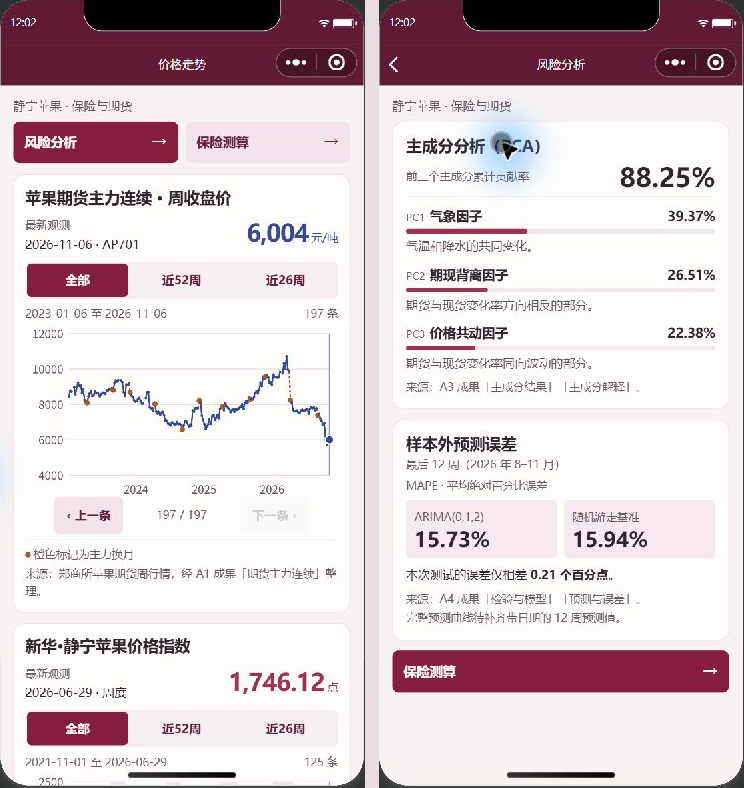 12:02
价格走势
静宁苹果 · 保险与期货
风险分析 →
保险测算 →
苹果期货主力连续 · 周收盘价
最新观测
2026-11-06 · AP701
6,004 元/吨
全部
近52周
近26周
2023-01-06 至 2026-11-06
197 条
12000
10000
8000
6000
4000
2024
2025
2026
‹ 上一条
197 / 197
下一条 ›
橙色标记为主力换月
来源：郑商所苹果期货周行情，经 A1 成果「期货主力连续」整
理。
新华·静宁苹果价格指数
最新观测
2026-06-29 · 周度
1,746.12 点
全部
近52周
近26周
2021-11-01 至 2026-06-29
125 条
2500
12:02
风险分析
静宁苹果 · 保险与期货
主成分分析（PCA）
前三个主成分累计贡献率
88.25%
PC1 气象因子
39.37%
气温和降水的共同变化。
PC2 期现背离因子
26.51%
期货与现货变化率方向相反的部分。
PC3 价格共动因子
22.38%
期货与现货变化率同向波动的部分。
来源：A3 成果「主成分结果」「主成分解释」。
样本外预测误差
最后 12 周（2026 年 8–11 月）
MAPE · 平均绝对百分比误差
ARIMA(0,1,2)
15.73%
随机游走基准
15.94%
本次测试的误差仅相差 0.21 个百分点。
来源：A4 成果「检验与模型」「预测与误差」。
完整预测曲线待补齐带日期的 12 周预测值。
保险测算 →